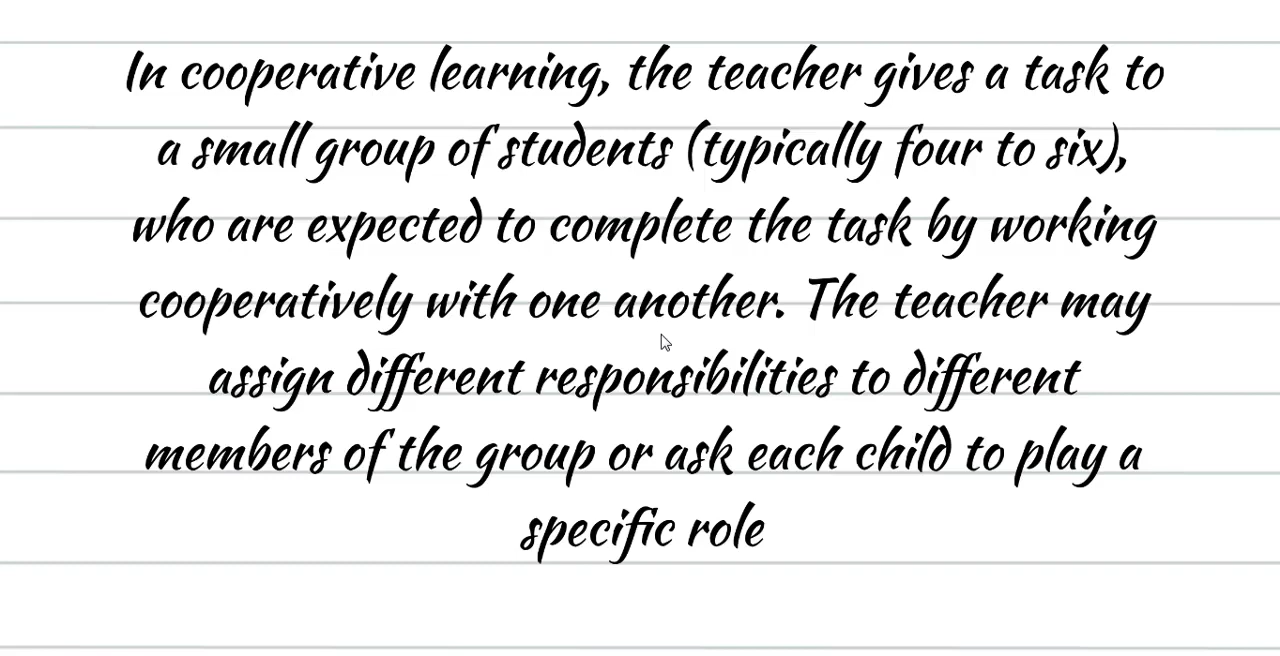 In cooperative learning, the teacher gives a task to
a small group of students (typically four to six),
who are expected to complete the task by working
cooperatively with one another. The teacher may
assign different responsibilities to different
members of the group or ask each child to play a
specific role